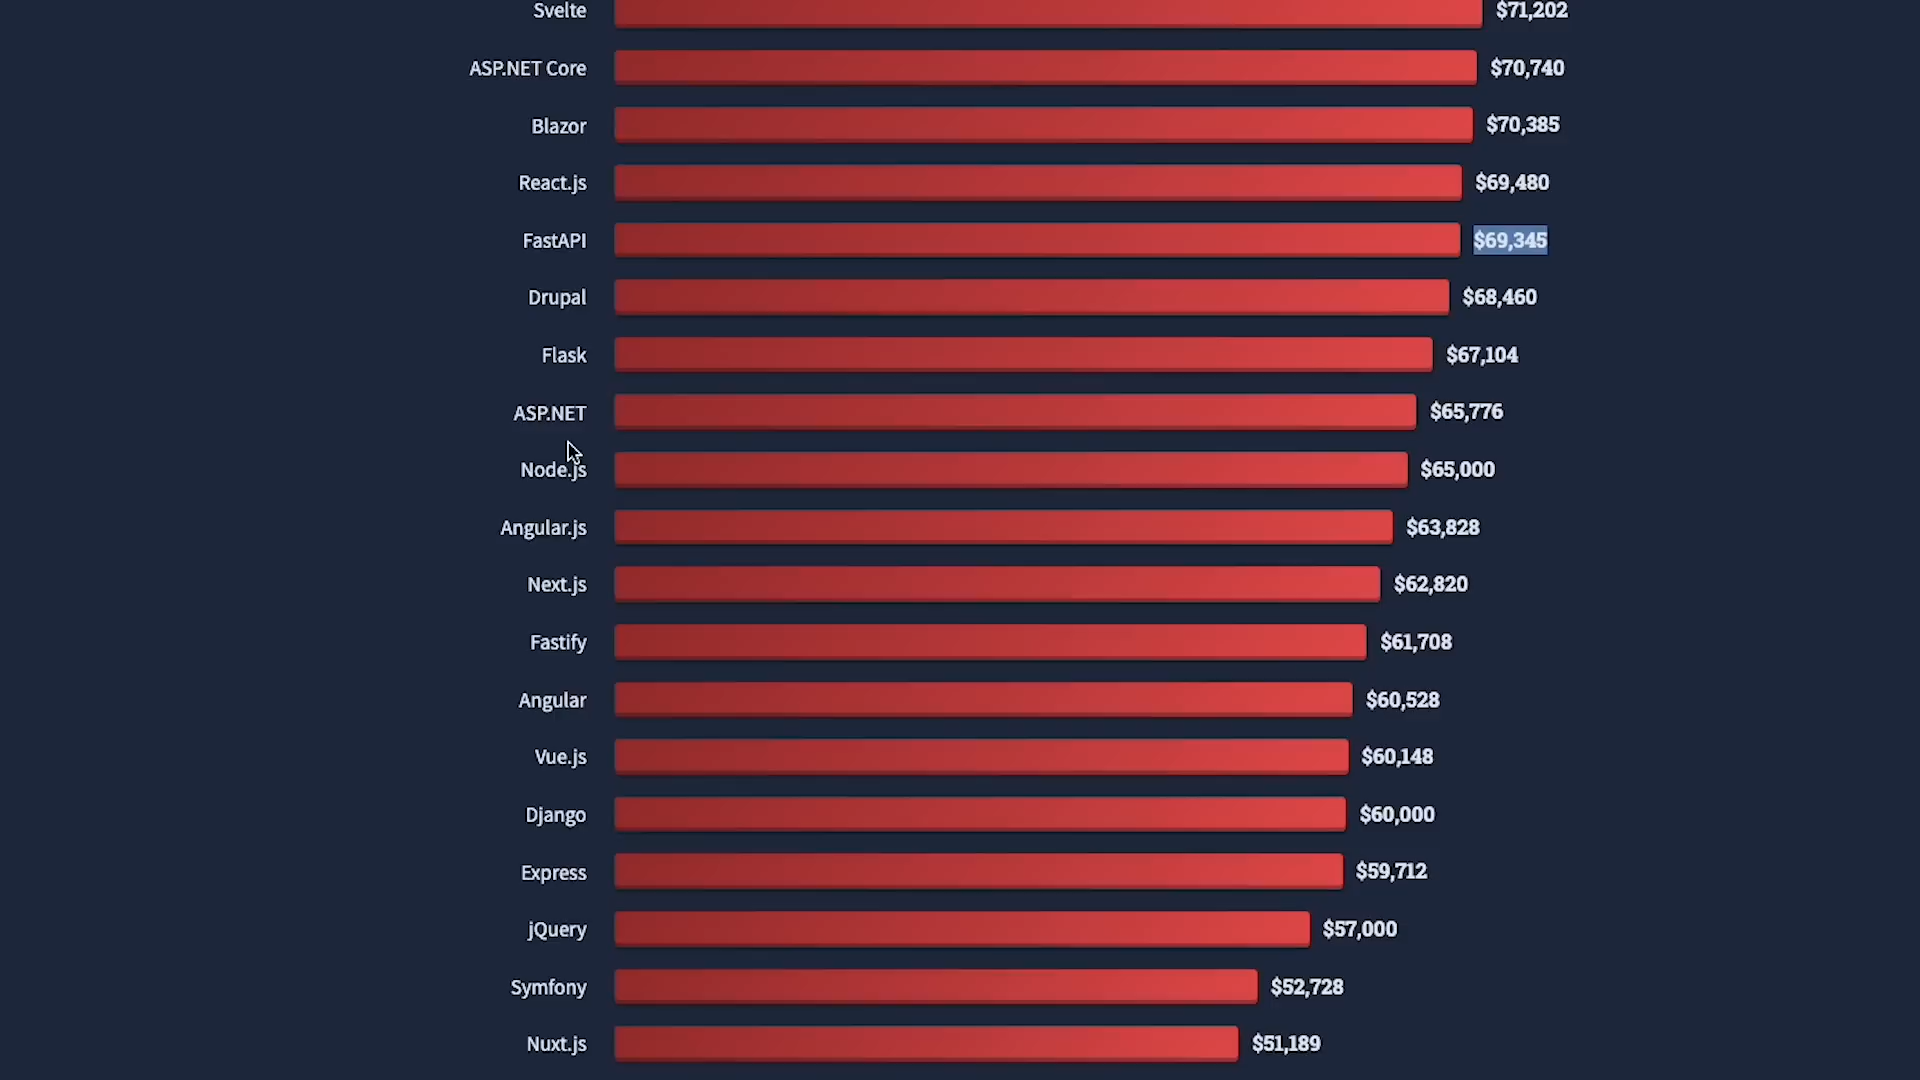 Svelte $71,202
ASP.NET Core $70,740
Blazor $70,385
React.js $69,480
FastAPI $69,345
Drupal $68,460
Flask $67,104
ASP.NET $65,776
Node.js $65,000
Angular.js $63,828
Next.js $62,820
Fastify $61,708
Angular $60,528
Vue.js $60,148
Django $60,000
Express $59,712
jQuery $57,000
Symfony $52,728
Nuxt.js $51,189